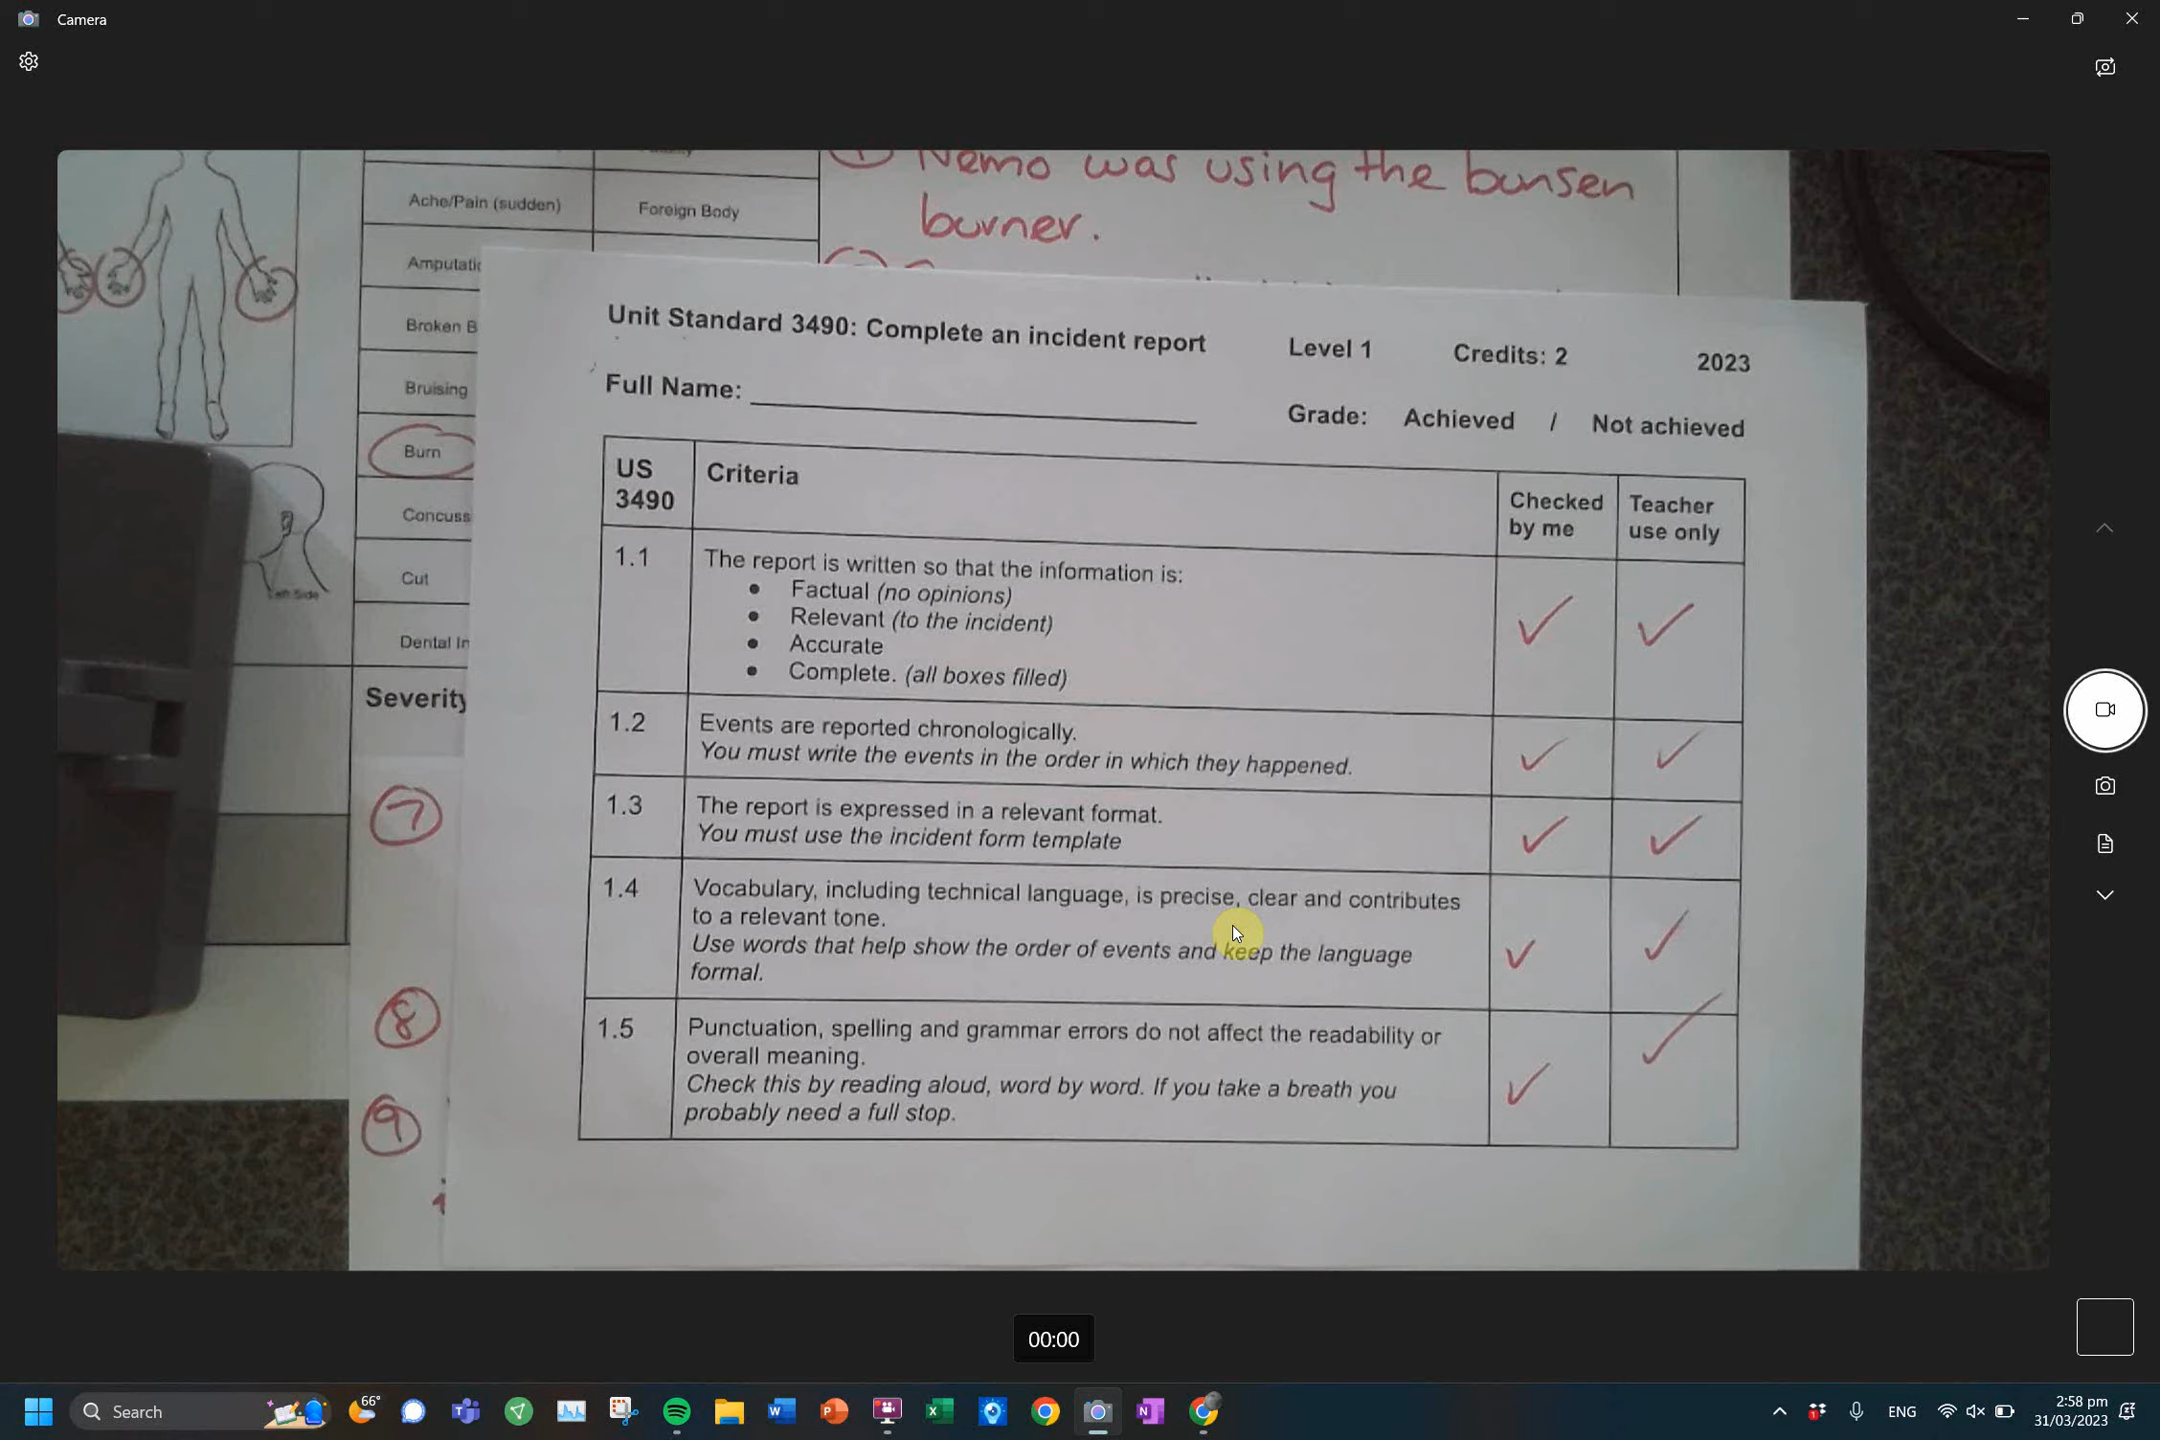 Camera
Nemo was using the bunsen
burner.
Ache/Pain (sudden)
Foreign Body
Broken B
Bruising
Burn
Concuss
Cut
Left Side
Dental In
Severity
7
8
9
Unit Standard 3490: Complete an incident report
Level 1
Credits: 2
2023
Full Name:
Grade: Achieved / Not achieved
US
3490
Criteria
Checked
by me
Teacher
use only
1.1
The report is written so that the information is:
• Factual (no opinions)
• Relevant (to the incident)
• Accurate
• Complete. (all boxes filled)
1.2
Events are reported chronologically.
You must write the events in the order in which they happened.
1.3
The report is expressed in a relevant format.
You must use the incident form template
1.4
Vocabulary, including technical language, is precise, clear and contributes
to a relevant tone.
Use words that help show the order of events and keep the language
formal.
1.5
Punctuation, spelling and grammar errors do not affect the readability or
overall meaning.
Check this by reading aloud, word by word. If you take a breath you
probably need a full stop.
00:00
Search
66°
ENG
2:58 pm
31/03/2023